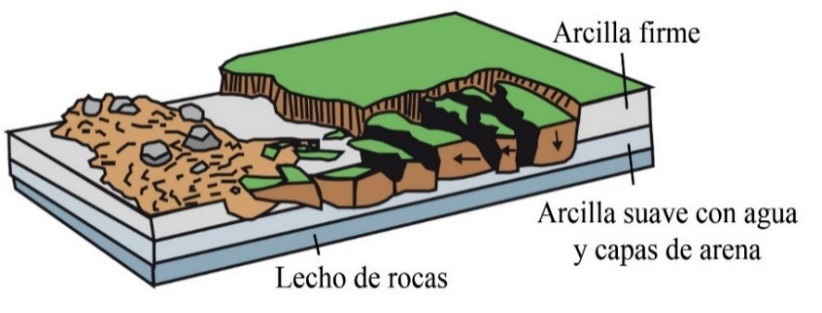 Arcilla firme
Arcilla suave con agua
y capas de arena
Lecho de rocas